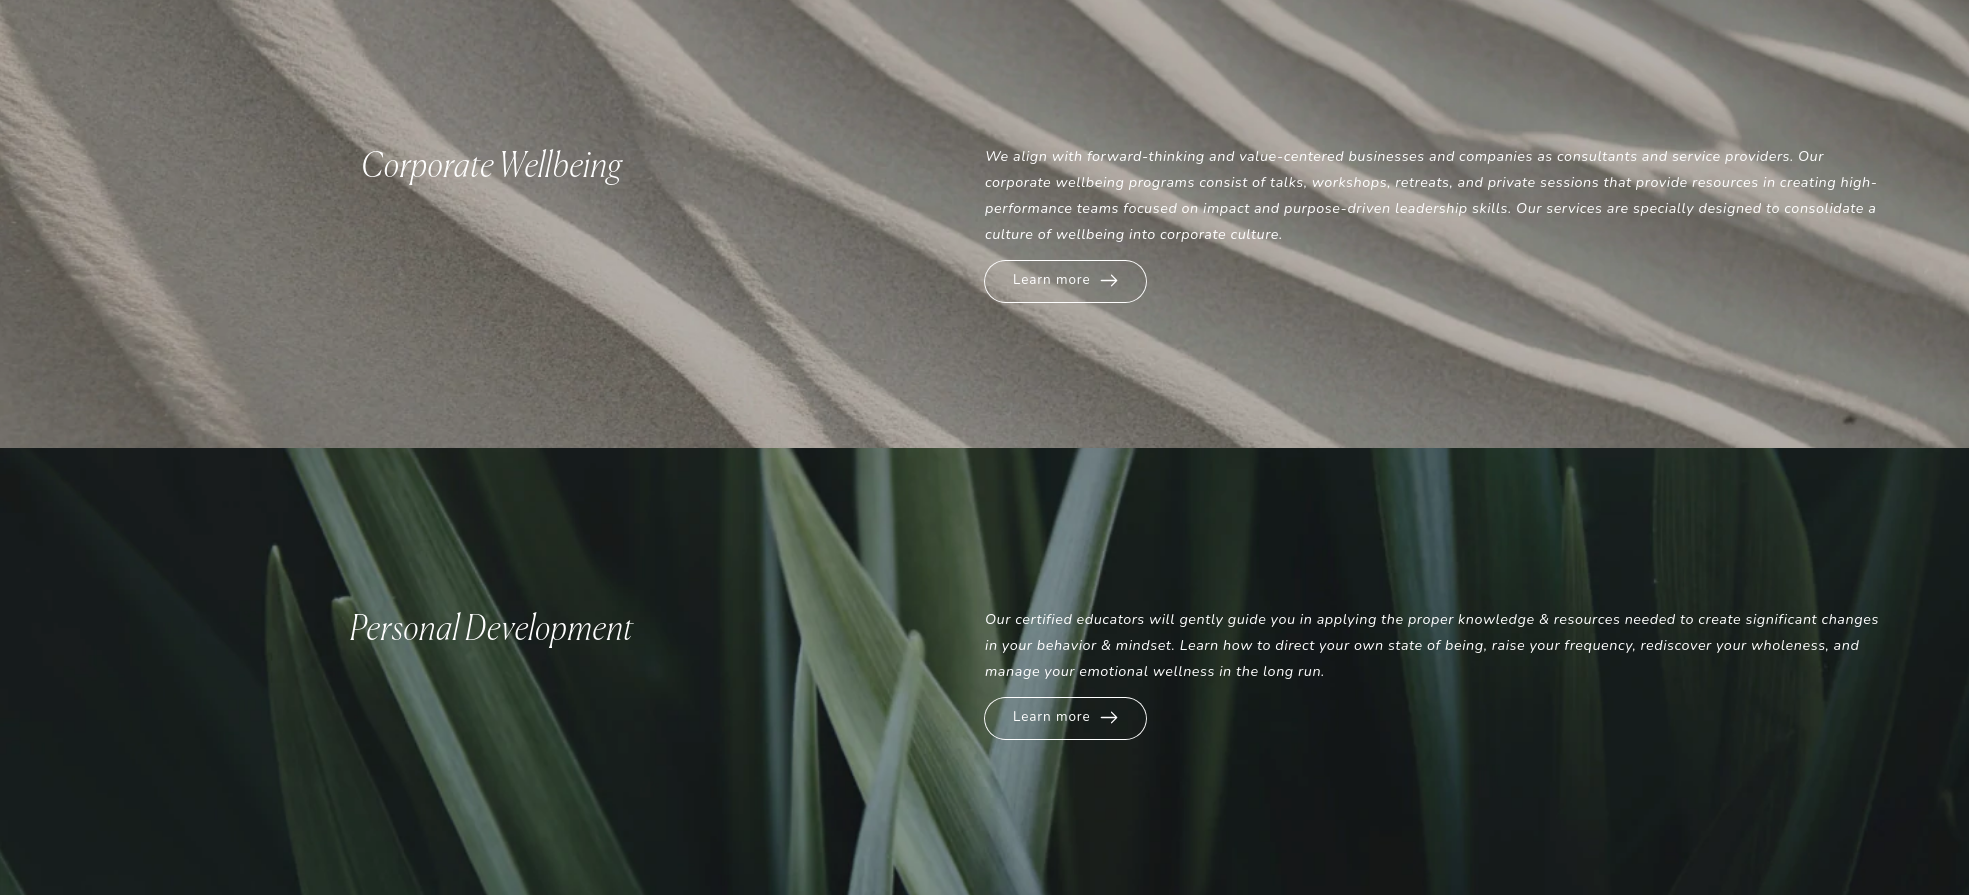 Corporate Wellbeing
We align with forward-thinking and value-centered businesses and companies as consultants and service providers. Our
corporate wellbeing programs consist of talks, workshops, retreats, and private sessions that provide resources in creating high-
performance teams focused on impact and purpose-driven leadership skills. Our services are specially designed to consolidate a
culture of wellbeing into corporate culture.
Learn more →
Personal Development
Our certified educators will gently guide you in applying the proper knowledge & resources needed to create significant changes
in your behavior & mindset. Learn how to direct your own state of being, raise your frequency, rediscover your wholeness, and
manage your emotional wellness in the long run.
Learn more →